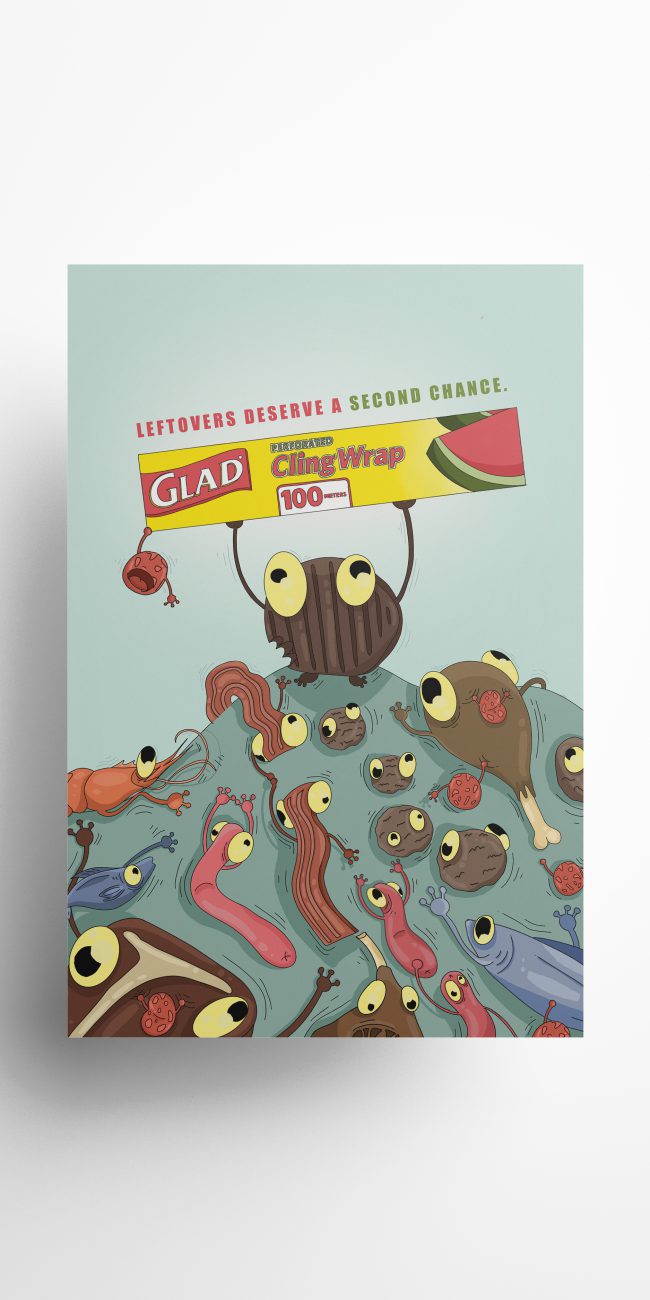 LEFTOVERS DESERVE A SECOND CHANCE.
GLAD
PERFORATED
Cling Wrap
100 METERS